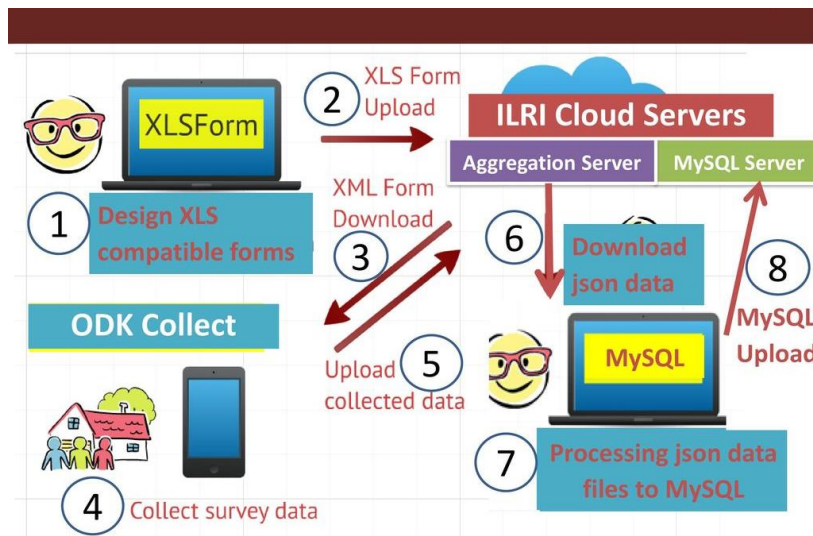 XLSForm
1
Design XLS
compatible forms
2
XLS Form
Upload
ILRI Cloud Servers
Aggregation Server
MySQL Server
XML Form
Download
3
ODK Collect
4
Collect survey data
5
Upload
collected data
6
Download
json data
MySQL
7
Processing json data
files to MySQL
8
MySQL
Upload